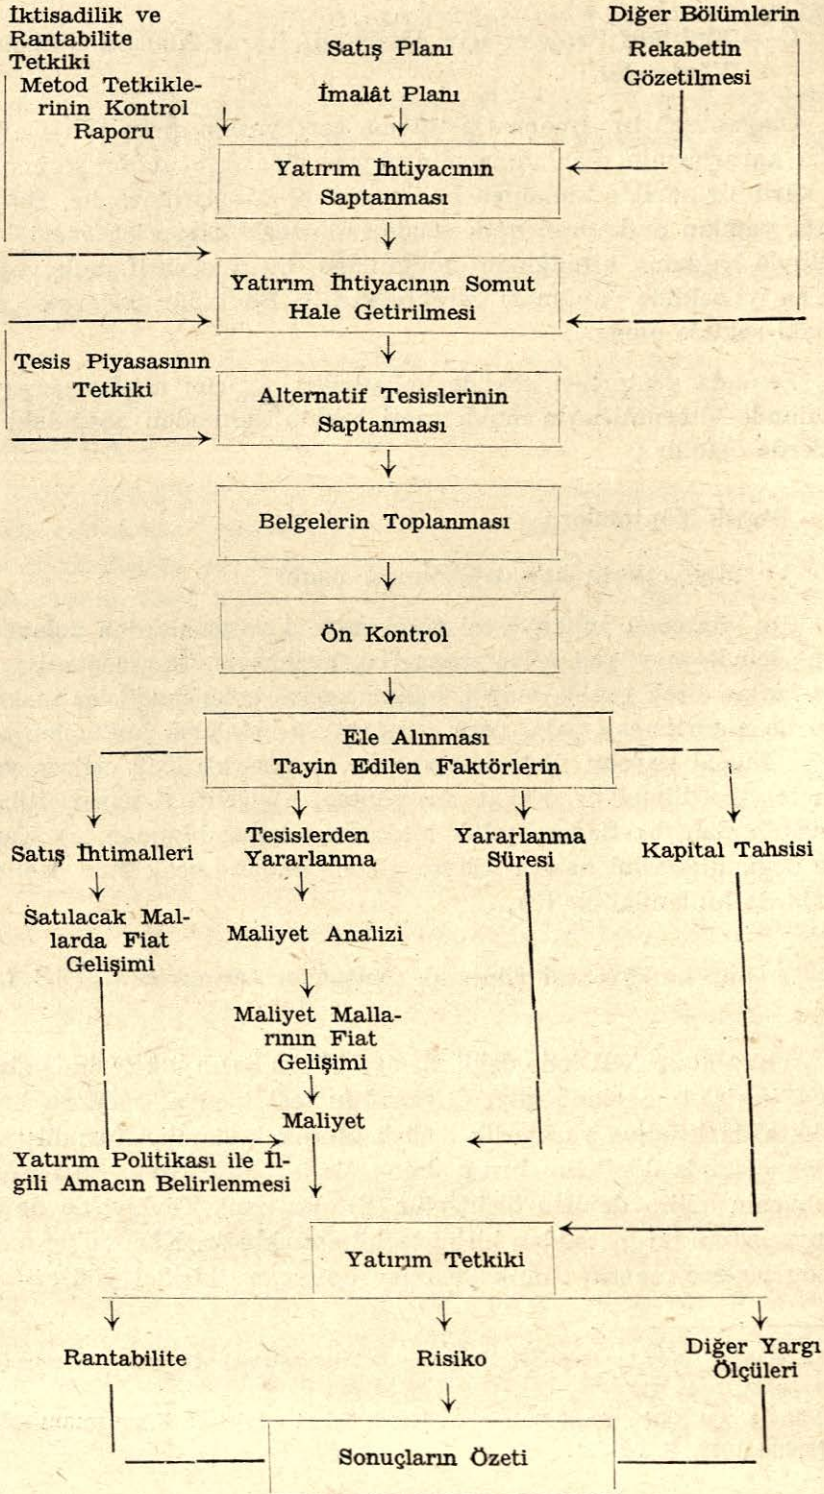 İktisadilik ve
Rantabilite
Tetkiki
Diğer Bölümlerin
Satış Planı
Rekabetin
Gözetilmesi
Metod Tetkikle-
rinin Kontrol
Raporu
İmalât Planı
Yatırım İhtiyacının
Saptanması
Yatırım İhtiyacının Somut
Hale Getirilmesi
Tesis Piyasasının
Tetkiki
Alternatif Tesislerinin
Saptanması
Belgelerin Toplanması
Ön Kontrol
Ele Alınması
Tayin Edilen Faktörlerin
Satış İhtimalleri
Tesislerden
Yararlanma
Yararlanma
Süresi
Kapital Tahsisi
Satılacak Mal-
larda Fiat
Gelişimi
Maliyet Analizi
Maliyet Malla-
rının Fiat
Gelişimi
Maliyet
Yatırım Politikası ile İl-
gili Amacın Belirlenmesi
Yatırım Tetkiki
Rantabilite
Risiko
Diğer Yargı
Ölçüleri
Sonuçların Özeti